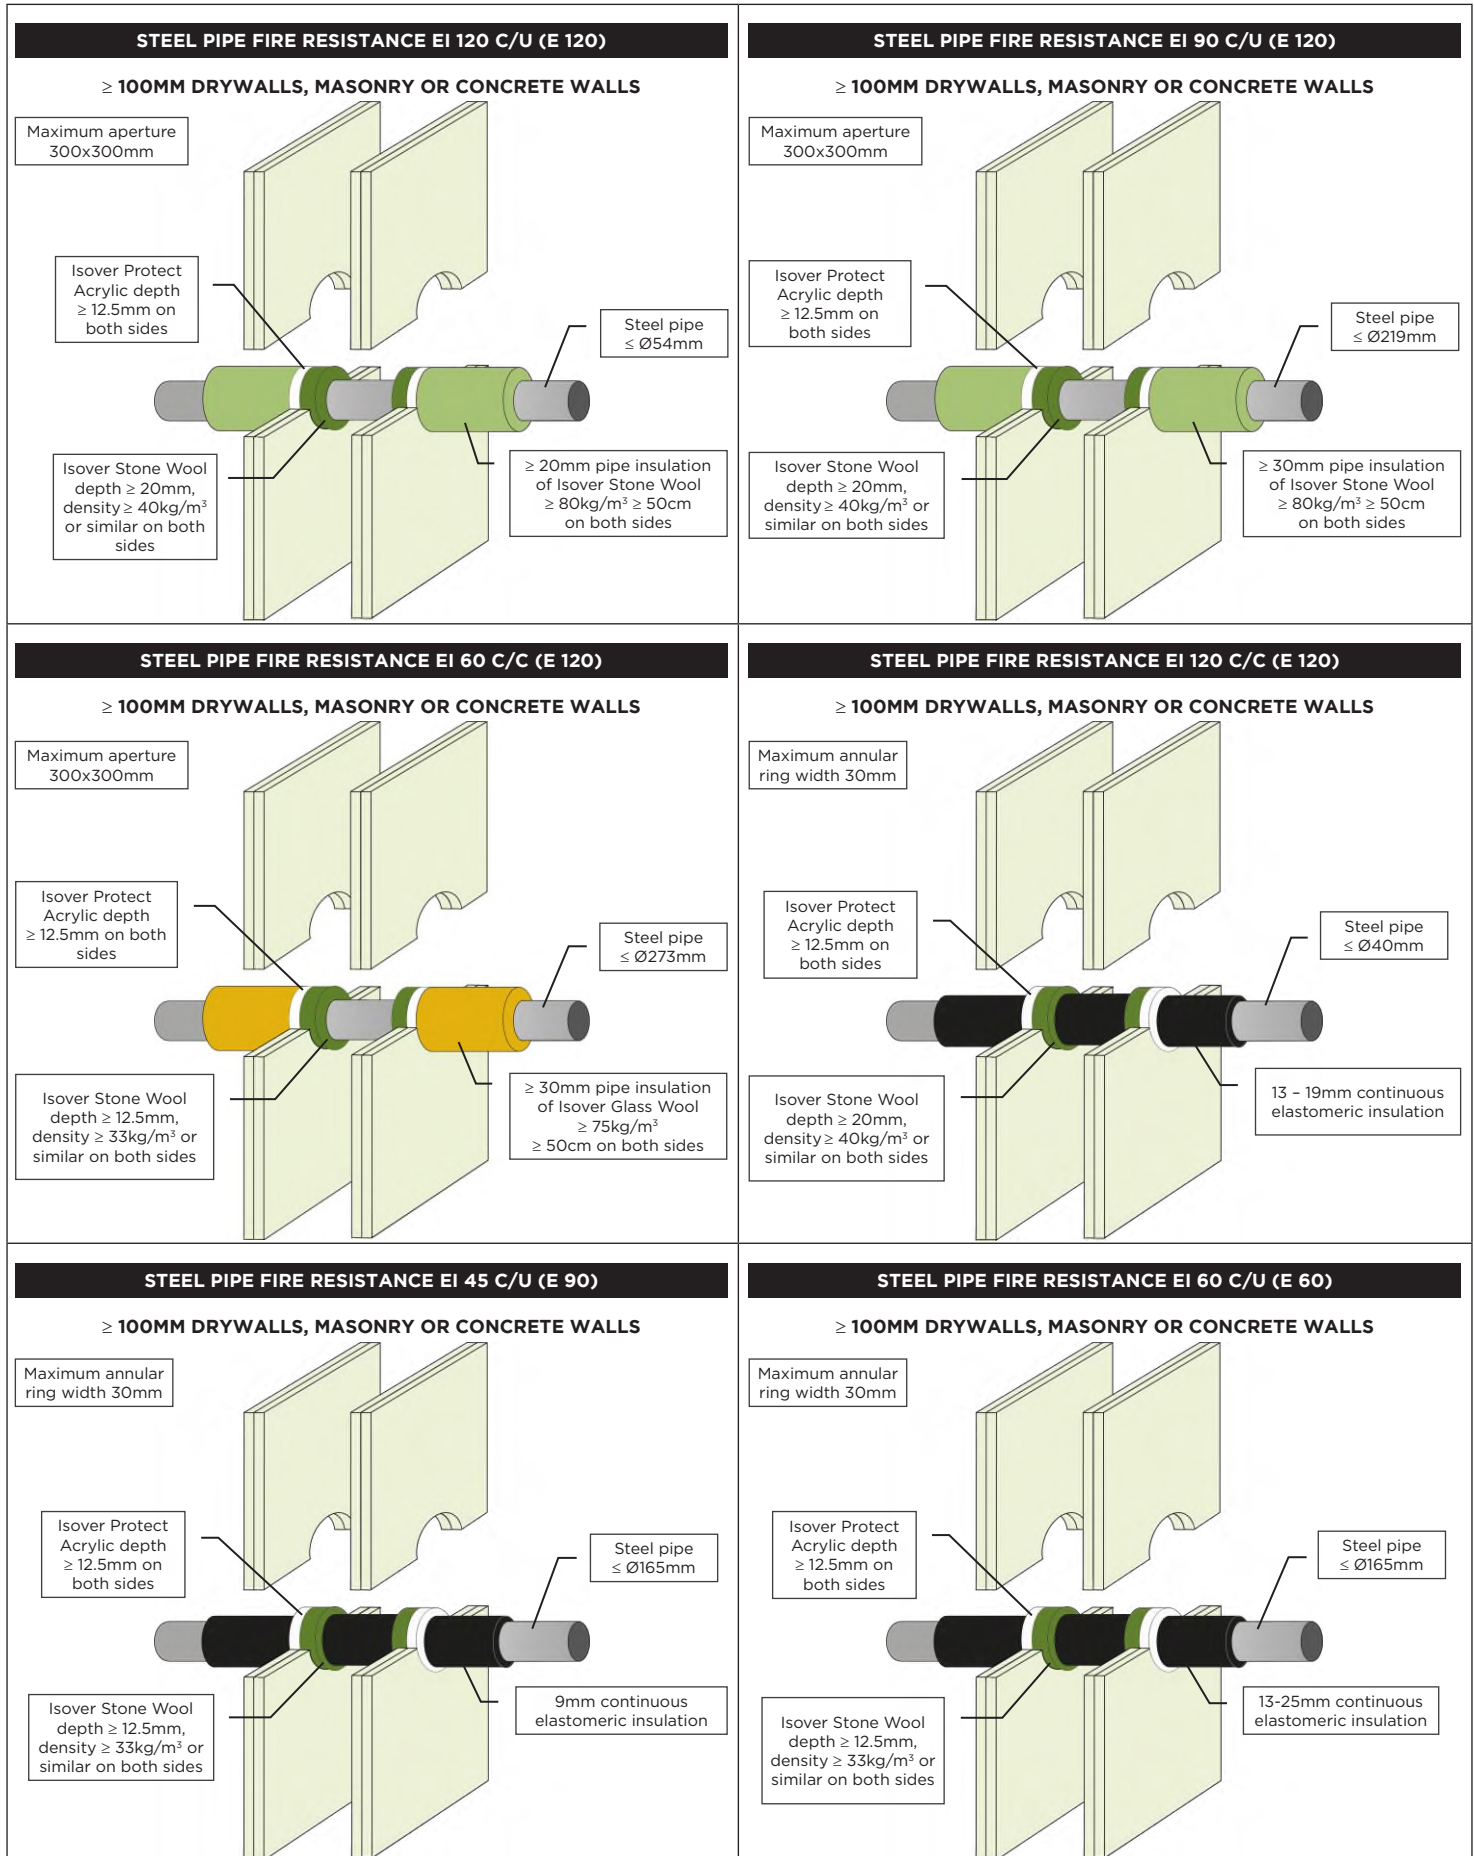 STEEL PIPE FIRE RESISTANCE EI 120 C/U (E 120)
≥ 100MM DRYWALLS, MASONRY OR CONCRETE WALLS
Maximum aperture
300x300mm
Isover Protect
Acrylic depth
≥ 12.5mm on
both sides
Steel pipe
≤ Ø54mm
Isover Stone Wool
depth ≥ 20mm,
density ≥ 40kg/m³
or similar on both
sides
≥ 20mm pipe insulation
of Isover Stone Wool
≥ 80kg/m³ ≥ 50cm
on both sides
STEEL PIPE FIRE RESISTANCE EI 90 C/U (E 120)
≥ 100MM DRYWALLS, MASONRY OR CONCRETE WALLS
Maximum aperture
300x300mm
Isover Protect
Acrylic depth
≥ 12.5mm on
both sides
Steel pipe
≤ Ø219mm
Isover Stone Wool
depth ≥ 20mm,
density ≥ 40kg/m³ or
similar on both sides
≥ 30mm pipe insulation
of Isover Stone Wool
≥ 80kg/m³ ≥ 50cm
on both sides
STEEL PIPE FIRE RESISTANCE EI 60 C/C (E 120)
≥ 100MM DRYWALLS, MASONRY OR CONCRETE WALLS
Maximum aperture
300x300mm
Isover Protect
Acrylic depth
≥ 12.5mm on both
sides
Steel pipe
≤ Ø273mm
Isover Stone Wool
depth ≥ 12.5mm,
density ≥ 33kg/m³ or
similar on both sides
≥ 30mm pipe insulation
of Isover Glass Wool
≥ 75kg/m³
≥ 50cm on both sides
STEEL PIPE FIRE RESISTANCE EI 120 C/C (E 120)
≥ 100MM DRYWALLS, MASONRY OR CONCRETE WALLS
Maximum annular
ring width 30mm
Isover Protect
Acrylic depth
≥ 12.5mm on
both sides
Steel pipe
≤ Ø40mm
Isover Stone Wool
depth ≥ 20mm,
density ≥ 40kg/m³ or
similar on both sides
13 – 19mm continuous
elastomeric insulation
STEEL PIPE FIRE RESISTANCE EI 45 C/U (E 90)
≥ 100MM DRYWALLS, MASONRY OR CONCRETE WALLS
Maximum annular
ring width 30mm
Isover Protect
Acrylic depth
≥ 12.5mm on
both sides
Steel pipe
≤ Ø165mm
Isover Stone Wool
depth ≥ 12.5mm,
density ≥ 33kg/m³ or
similar on both sides
9mm continuous
elastomeric insulation
STEEL PIPE FIRE RESISTANCE EI 60 C/U (E 60)
≥ 100MM DRYWALLS, MASONRY OR CONCRETE WALLS
Maximum annular
ring width 30mm
Isover Protect
Acrylic depth
≥ 12.5mm on
both sides
Steel pipe
≤ Ø165mm
Isover Stone Wool
depth ≥ 12.5mm,
density ≥ 33kg/m³ or
similar on both sides
13-25mm continuous
elastomeric insulation